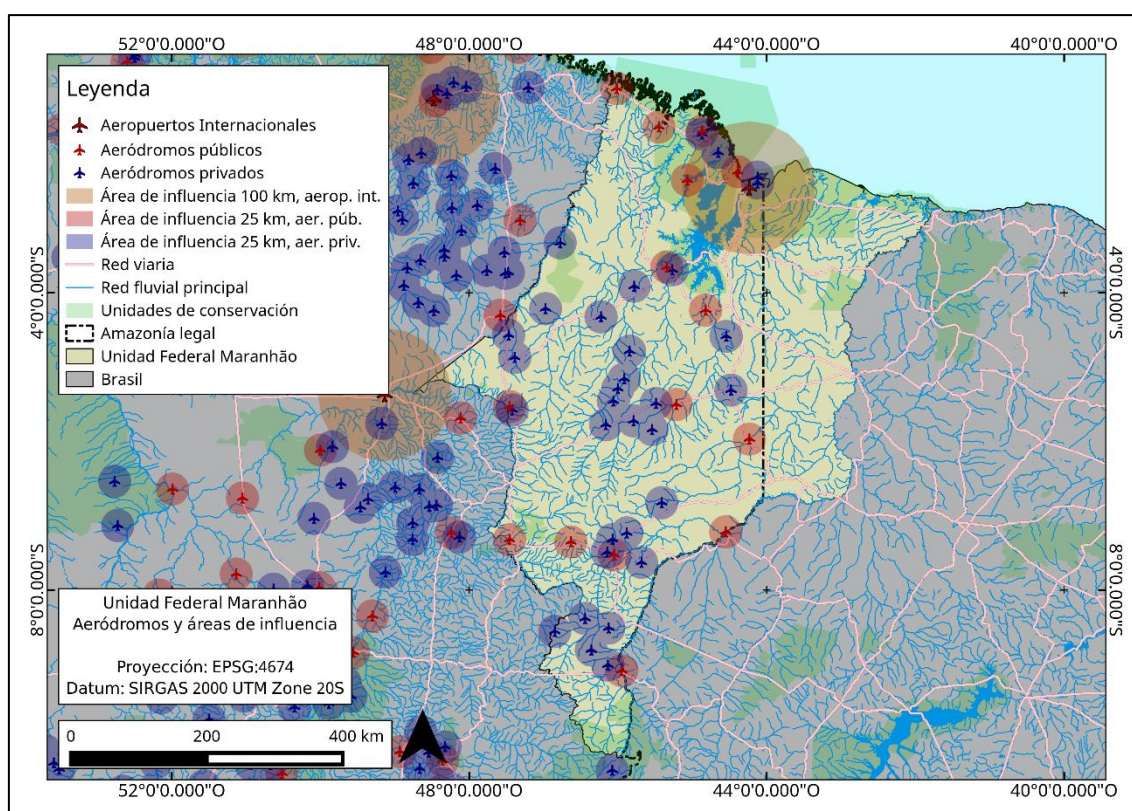 52°0'0.000"O 48°0'0.000"O 44°0'0.000"O 40°0'0.000"O
Leyenda
Aeropuertos Internacionales
Aeródromos públicos
Aeródromos privados
Área de influencia 100 km, aerop. int.
Área de influencia 25 km, aer. púb.
Área de influencia 25 km, aer. priv.
Red viaria
Red fluvial principal
Unidades de conservación
Amazonía legal
Unidad Federal Maranhão
Brasil
4°0'0.000"S 4°0'0.000"S
8°0'0.000"S 8°0'0.000"S
Unidad Federal Maranhão
Aeródromos y áreas de influencia
Proyección: EPSG:4674
Datum: SIRGAS 2000 UTM Zone 20S
0 200 400 km
52°0'0.000"O 48°0'0.000"O 44°0'0.000"O 40°0'0.000"O